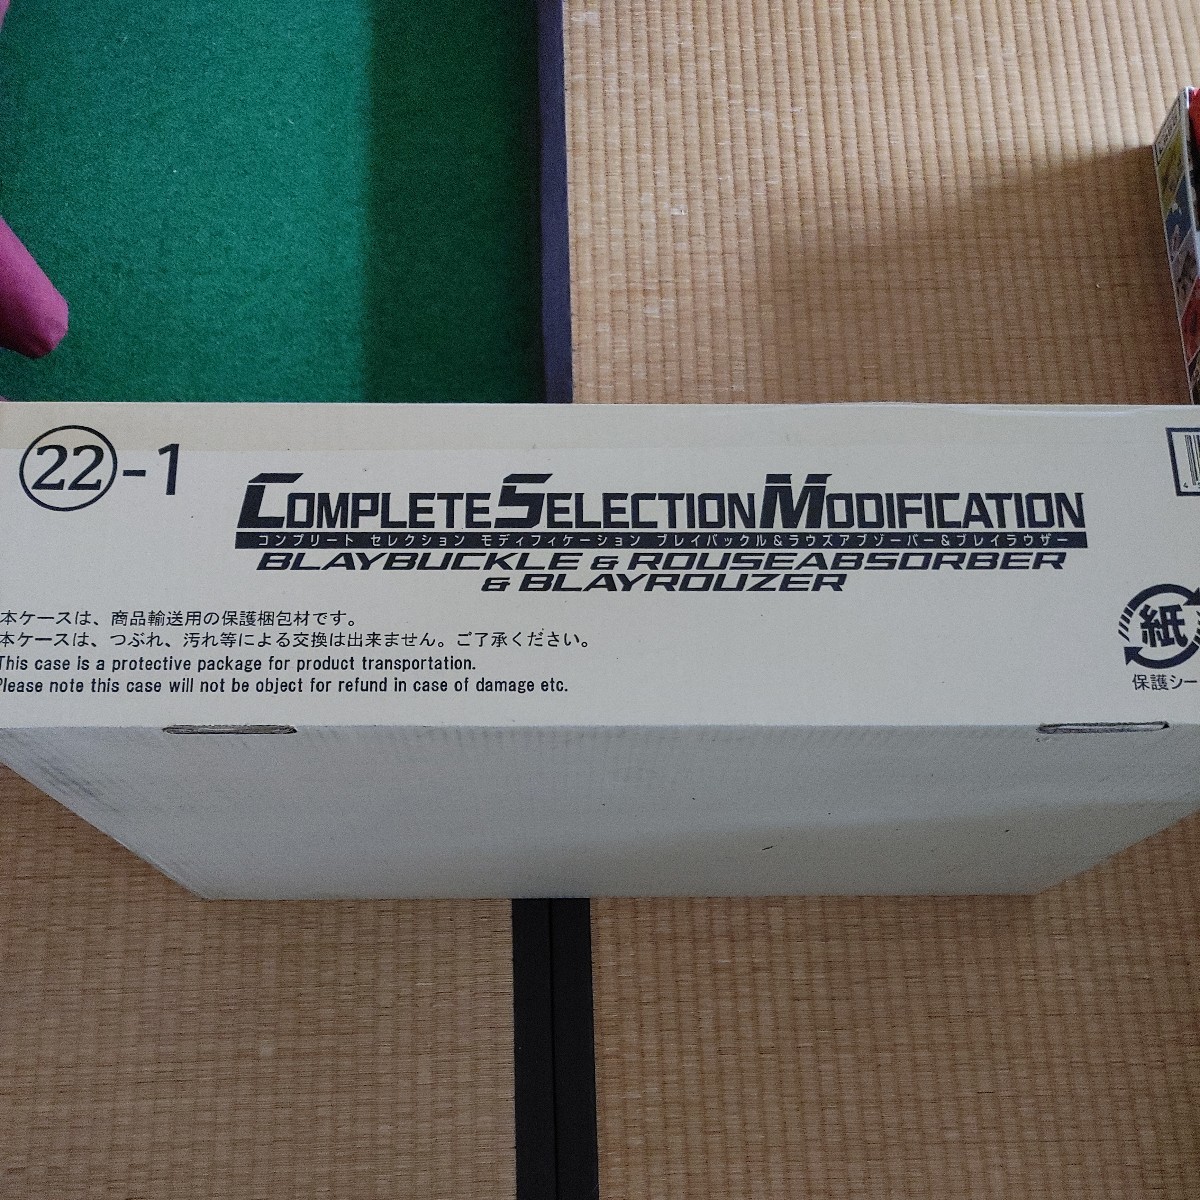 ㉒-1
COMPLETE SELECTION MODIFICATION
コンプリート セレクション モディフィケーション ブレイバックル&ラウズアブゾーバー&ブレイラウザー
BLAYBUCKLE & ROUSEABSORBER
& BLAYROUZER
本ケースは、商品輸送用の保護梱包材です。
本ケースは、つぶれ、汚れ等による交換は出来ません。ご了承ください。
This case is a protective package for product transportation.
Please note this case will not be object for refund in case of damage etc.
紙
保護シー